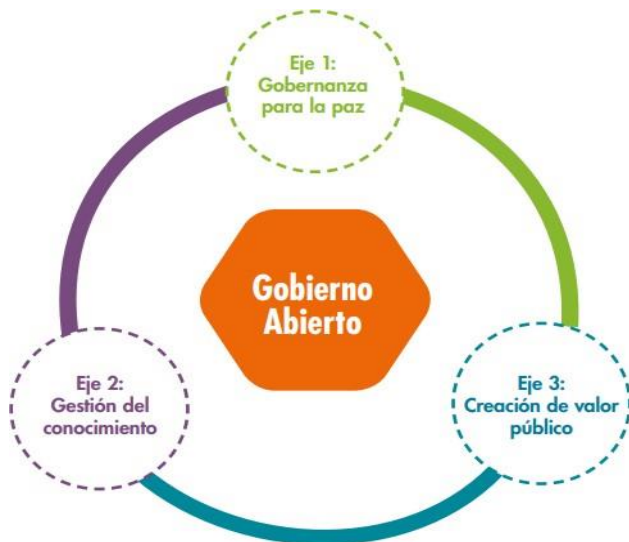 Eje 1:
Gobernanza
para la paz
Gobierno
Abierto
Eje 2:
Gestión del
conocimiento
Eje 3:
Creación de valor
público